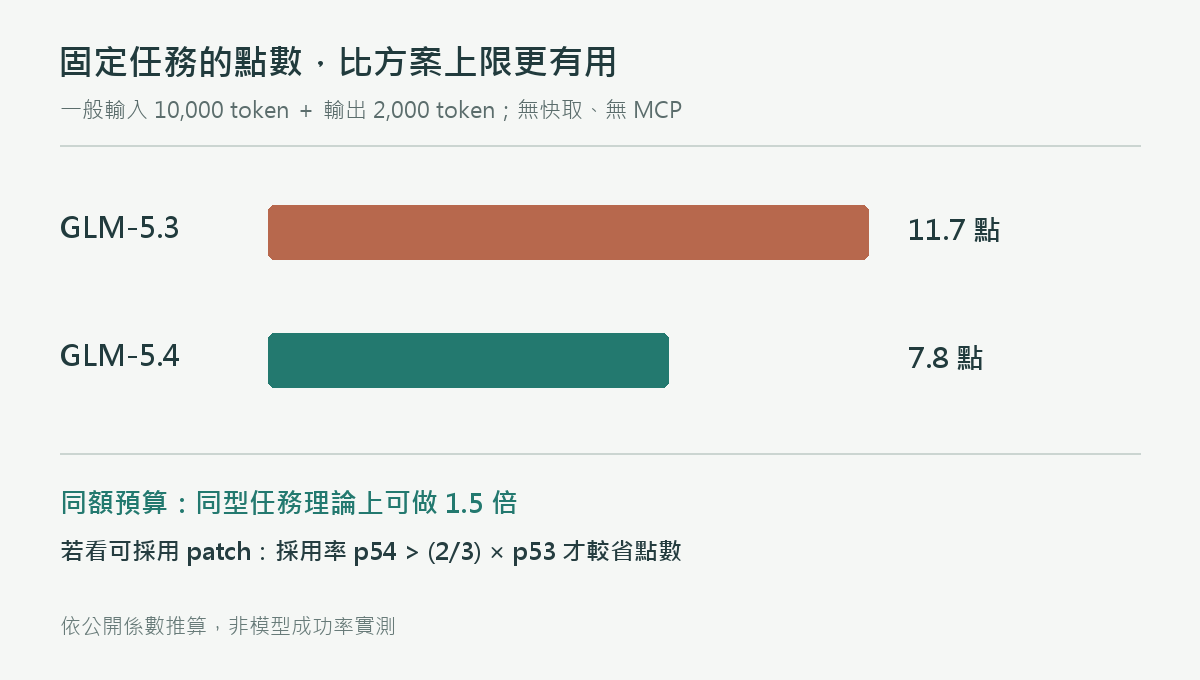 固定任務的點數，比方案上限更有用
一般輸入 10,000 token ＋ 輸出 2,000 token；無快取、無 MCP
GLM-5.3
11.7 點
GLM-5.4
7.8 點
同額預算：同型任務理論上可做 1.5 倍
若看可採用 patch：採用率 p54 > (2/3) × p53 才較省點數
依公開係數推算，非模型成功率實測